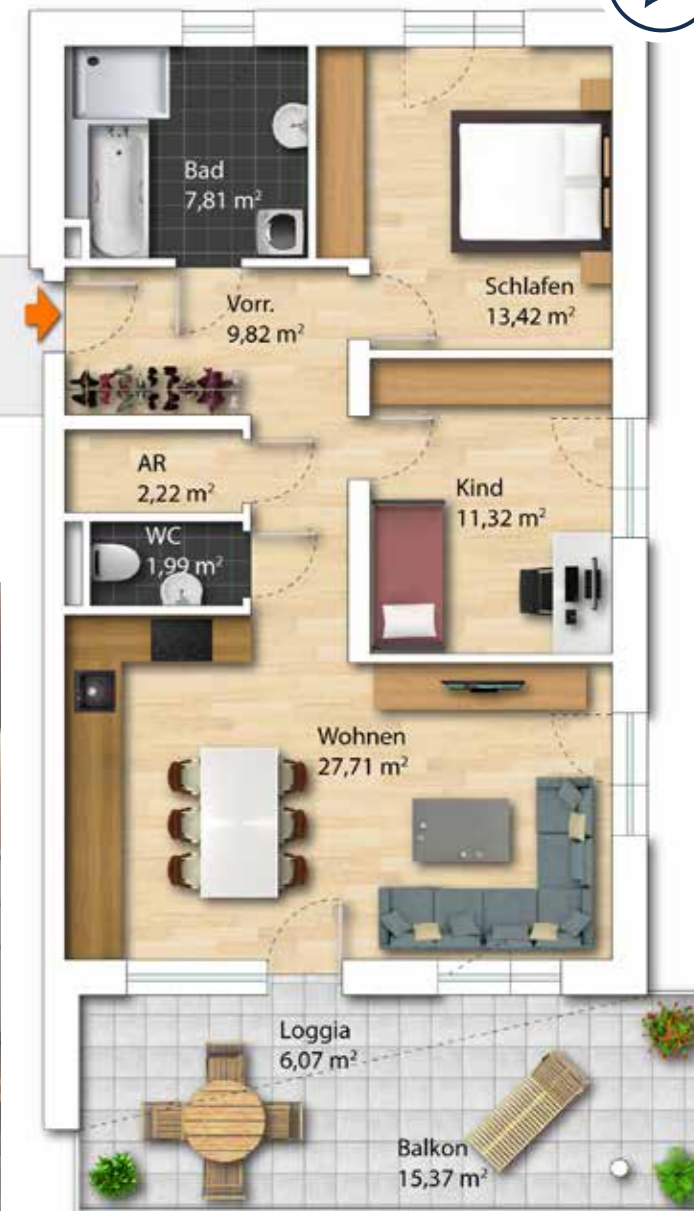 Bad
7,81 m²
Schlafen
13,42 m²
Vorr.
9,82 m²
AR
2,22 m²
Kind
11,32 m²
WC
1,99 m²
Wohnen
27,71 m²
Loggia
6,07 m²
Balkon
15,37 m²